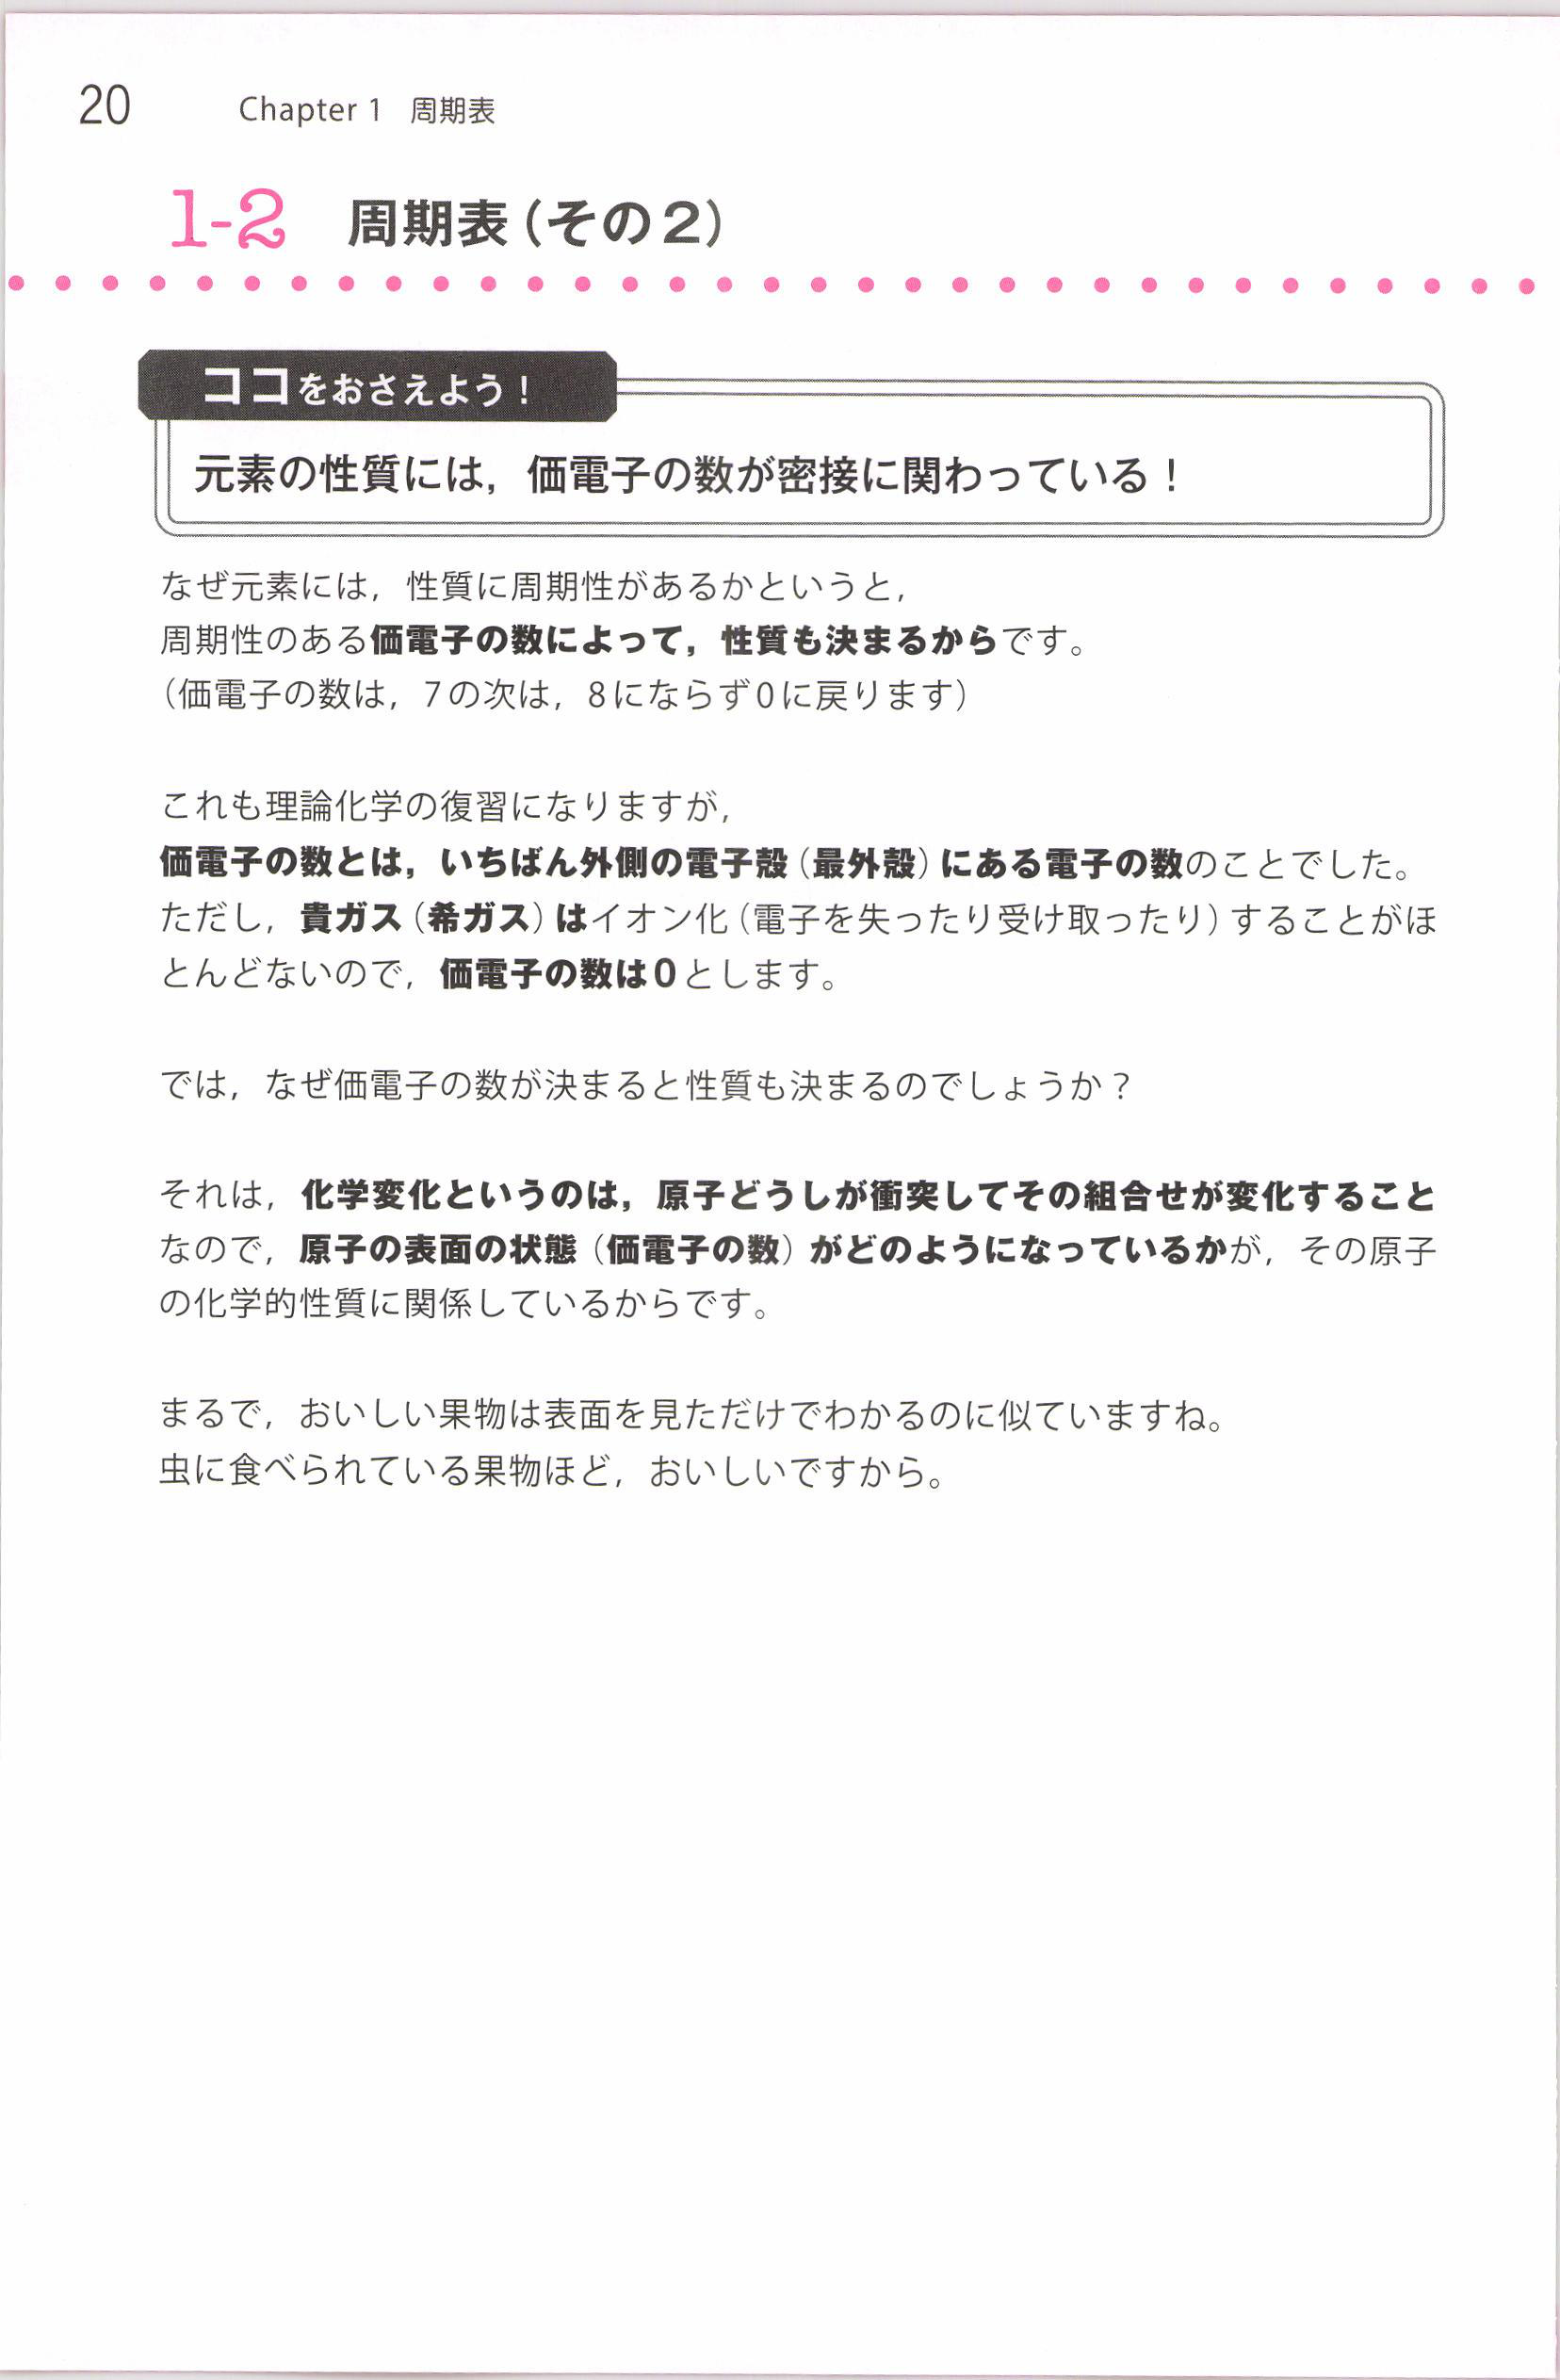 20
Chapter 1 周期表
1-2 周期表(その2)
ココをおさえよう!
元素の性質には,価電子の数が密接に関わっている!
なぜ元素には,性質に周期性があるかというと,
周期性のある価電子の数によって,性質も決まるからです。
(価電子の数は,7の次は,8にならず0に戻ります)
これも理論化学の復習になりますが,
価電子の数とは,いちばん外側の電子殻(最外殻)にある電子の数のことでした。
ただし,貴ガス(希ガス)はイオン化(電子を失ったり受け取ったり)することがほ
とんどないので,価電子の数は0とします。
では,なぜ価電子の数が決まると性質も決まるのでしょうか?
それは,化学変化というのは,原子どうしが衝突してその組合せが変化すること
なので,原子の表面の状態(価電子の数)がどのようになっているかが,その原子
の化学的性質に関係しているからです。
まるで,おいしい果物は表面を見ただけでわかるのに似ていますね。
虫に食べられている果物ほど,おいしいですから。